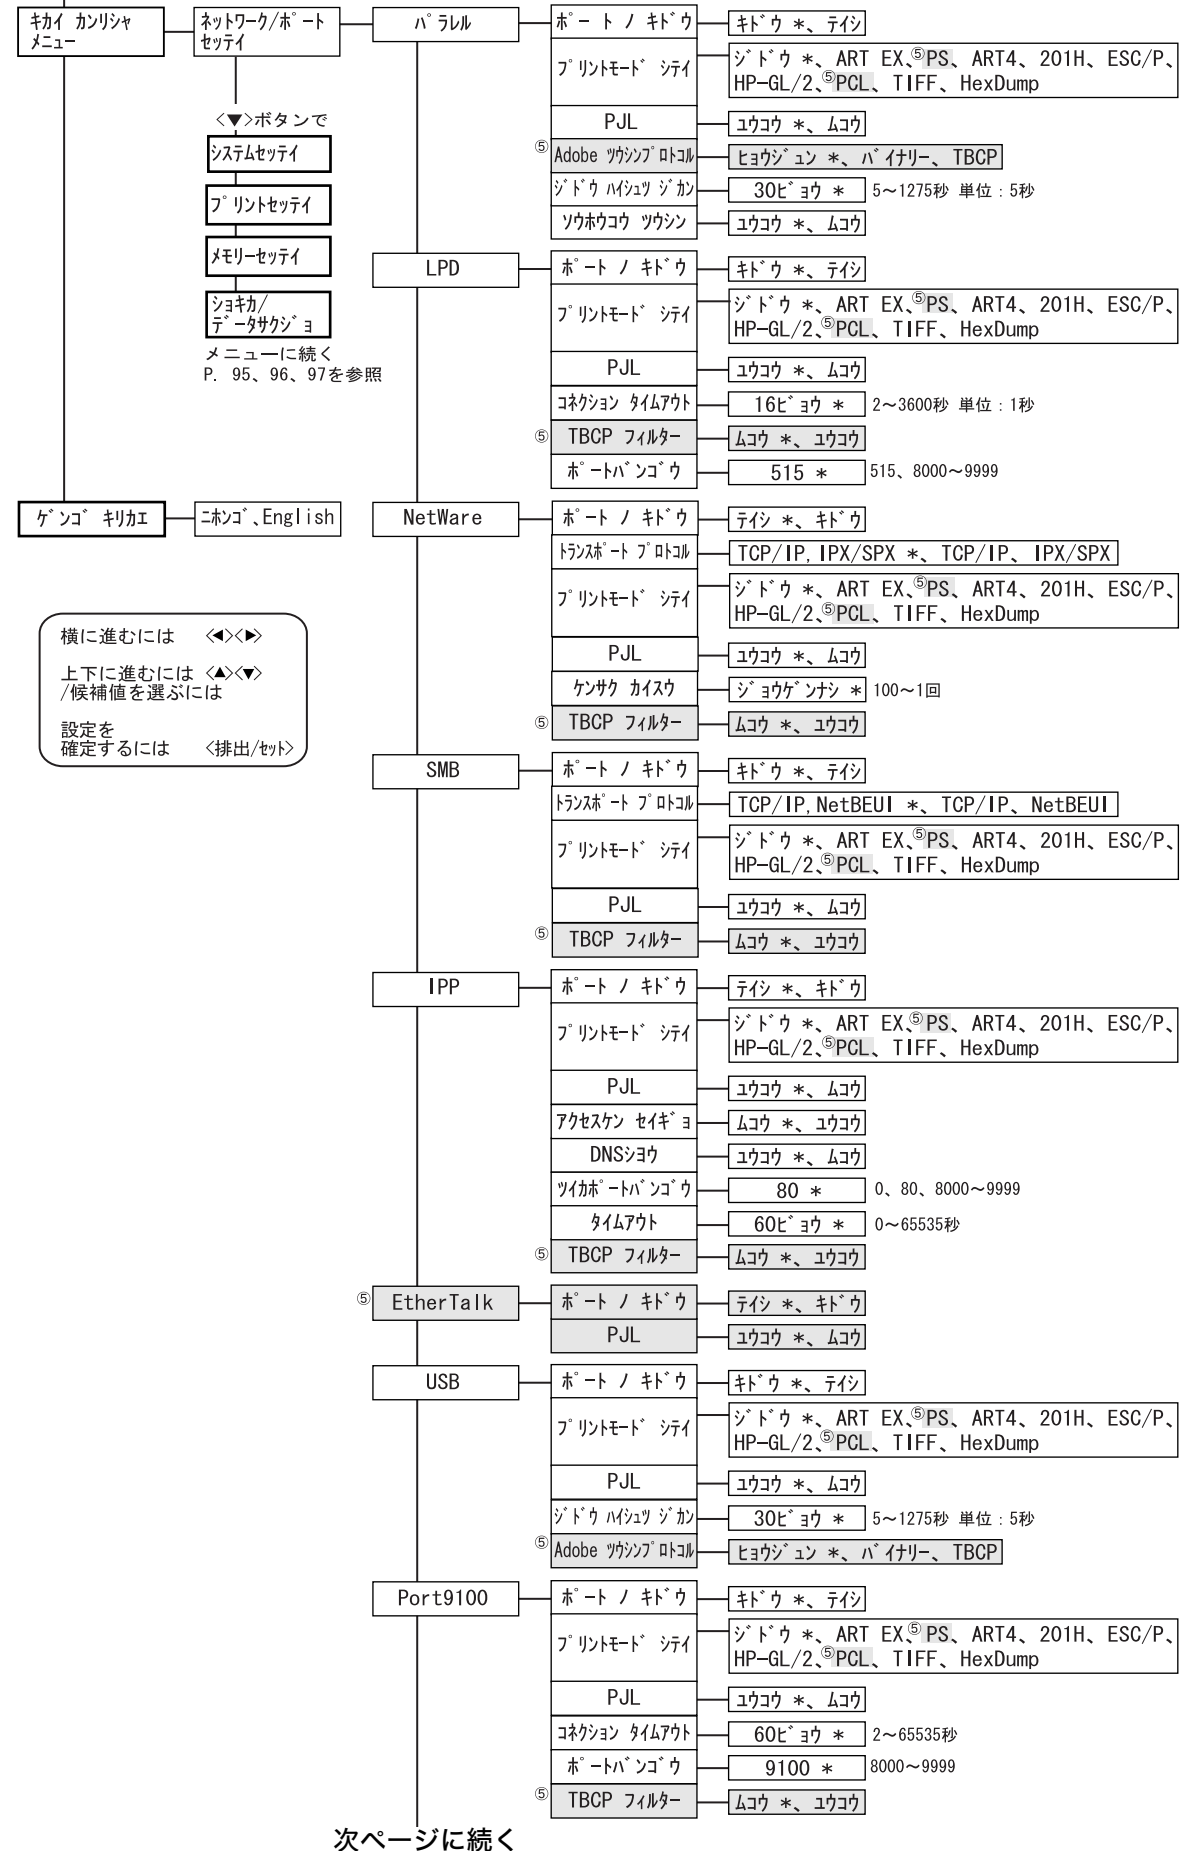 ｷｶｲ ｶﾝﾘｼｬ
ﾒﾆｭｰ
ﾈｯﾄﾜｰｸ/ﾎﾟｰﾄ
ｾｯﾃｲ
〈▼〉ボタンで
ｼｽﾃﾑｾｯﾃｲ
ﾌﾟﾘﾝﾄｾｯﾃｲ
ﾒﾓﾘｰｾｯﾃｲ
ｼｮｷｶ/
ﾃﾞｰﾀｻｸｼﾞｮ
メニューに続く
P. 95、96、97を参照
ｹﾞﾝｺﾞ ｷﾘｶｴ
ﾆﾎﾝｺﾞ、English
横に進むには 〈◀〉〈▶〉
上下に進むには 〈▲〉〈▼〉
/候補値を選ぶには
設定を
確定するには 〈排出/ｾｯﾄ〉
ﾊﾟﾗﾚﾙ
ﾎﾟｰﾄ ﾉ ｷﾄﾞｳ
ｷﾄﾞｳ *、ﾃｲｼ
ﾌﾟﾘﾝﾄﾓｰﾄﾞ ｼﾃｲ
ｼﾞﾄﾞｳ *、ART EX、⑤PS、ART4、201H、ESC/P、
HP-GL/2、⑤PCL、TIFF、HexDump
PJL
ﾕｳｺｳ *、ﾑｺｳ
⑤ Adobe ﾂｳｼﾝﾌﾟﾛﾄｺﾙ
ﾋｮｳｼﾞｭﾝ *、ﾊﾞｲﾅﾘｰ、TBCP
ｼﾞﾄﾞｳ ﾊｲｼｭﾂ ｼﾞｶﾝ
30ﾋﾞｮｳ * 5～1275秒 単位：5秒
ｿｳﾎｳｺｳ ﾂｳｼﾝ
ﾕｳｺｳ *、ﾑｺｳ
LPD
ﾎﾟｰﾄ ﾉ ｷﾄﾞｳ
ｷﾄﾞｳ *、ﾃｲｼ
ﾌﾟﾘﾝﾄﾓｰﾄﾞ ｼﾃｲ
ｼﾞﾄﾞｳ *、ART EX、⑤PS、ART4、201H、ESC/P、
HP-GL/2、⑤PCL、TIFF、HexDump
PJL
ﾕｳｺｳ *、ﾑｺｳ
ｺﾈｸｼｮﾝ ﾀｲﾑｱｳﾄ
16ﾋﾞｮｳ * 2～3600秒 単位：1秒
⑤ TBCP ﾌｨﾙﾀｰ
ﾑｺｳ *、ﾕｳｺｳ
ﾎﾟｰﾄﾊﾞﾝｺﾞｳ
515 * 515、8000～9999
NetWare
ﾎﾟｰﾄ ﾉ ｷﾄﾞｳ
ﾃｲｼ *、ｷﾄﾞｳ
ﾄﾗﾝｽﾎﾟｰﾄ ﾌﾟﾛﾄｺﾙ
TCP/IP,IPX/SPX *、TCP/IP、IPX/SPX
ﾌﾟﾘﾝﾄﾓｰﾄﾞ ｼﾃｲ
ｼﾞﾄﾞｳ *、ART EX、⑤PS、ART4、201H、ESC/P、
HP-GL/2、⑤PCL、TIFF、HexDump
PJL
ﾕｳｺｳ *、ﾑｺｳ
ｹﾝｻｸ ｶｲｽｳ
ｼﾞｮｳｹﾞﾝﾅｼ * 100～1回
⑤ TBCP ﾌｨﾙﾀｰ
ﾑｺｳ *、ﾕｳｺｳ
SMB
ﾎﾟｰﾄ ﾉ ｷﾄﾞｳ
ｷﾄﾞｳ *、ﾃｲｼ
ﾄﾗﾝｽﾎﾟｰﾄ ﾌﾟﾛﾄｺﾙ
TCP/IP,NetBEUI *、TCP/IP、NetBEUI
ﾌﾟﾘﾝﾄﾓｰﾄﾞ ｼﾃｲ
ｼﾞﾄﾞｳ *、ART EX、⑤PS、ART4、201H、ESC/P、
HP-GL/2、⑤PCL、TIFF、HexDump
PJL
ﾕｳｺｳ *、ﾑｺｳ
⑤ TBCP ﾌｨﾙﾀｰ
ﾑｺｳ *、ﾕｳｺｳ
IPP
ﾎﾟｰﾄ ﾉ ｷﾄﾞｳ
ﾃｲｼ *、ｷﾄﾞｳ
ﾌﾟﾘﾝﾄﾓｰﾄﾞ ｼﾃｲ
ｼﾞﾄﾞｳ *、ART EX、⑤PS、ART4、201H、ESC/P、
HP-GL/2、⑤PCL、TIFF、HexDump
PJL
ﾕｳｺｳ *、ﾑｺｳ
ｱｸｾｽｹﾝ ｾｲｷﾞｮ
ﾑｺｳ *、ﾕｳｺｳ
DNSｼﾖｳ
ﾕｳｺｳ *、ﾑｺｳ
ﾂｲｶﾎﾟｰﾄﾊﾞﾝｺﾞｳ
80 * 0、80、8000～9999
ﾀｲﾑｱｳﾄ
60ﾋﾞｮｳ * 0～65535秒
⑤ TBCP ﾌｨﾙﾀｰ
ﾑｺｳ *、ﾕｳｺｳ
⑤ EtherTalk
ﾎﾟｰﾄ ﾉ ｷﾄﾞｳ
ﾃｲｼ *、ｷﾄﾞｳ
PJL
ﾕｳｺｳ *、ﾑｺｳ
USB
ﾎﾟｰﾄ ﾉ ｷﾄﾞｳ
ｷﾄﾞｳ *、ﾃｲｼ
ﾌﾟﾘﾝﾄﾓｰﾄﾞ ｼﾃｲ
ｼﾞﾄﾞｳ *、ART EX、⑤PS、ART4、201H、ESC/P、
HP-GL/2、⑤PCL、TIFF、HexDump
PJL
ﾕｳｺｳ *、ﾑｺｳ
ｼﾞﾄﾞｳ ﾊｲｼｭﾂ ｼﾞｶﾝ
30ﾋﾞｮｳ * 5～1275秒 単位：5秒
⑤ Adobe ﾂｳｼﾝﾌﾟﾛﾄｺﾙ
ﾋｮｳｼﾞｭﾝ *、ﾊﾞｲﾅﾘｰ、TBCP
Port9100
ﾎﾟｰﾄ ﾉ ｷﾄﾞｳ
ｷﾄﾞｳ *、ﾃｲｼ
ﾌﾟﾘﾝﾄﾓｰﾄﾞ ｼﾃｲ
ｼﾞﾄﾞｳ *、ART EX、⑤PS、ART4、201H、ESC/P、
HP-GL/2、⑤PCL、TIFF、HexDump
PJL
ﾕｳｺｳ *、ﾑｺｳ
ｺﾈｸｼｮﾝ ﾀｲﾑｱｳﾄ
60ﾋﾞｮｳ * 2～65535秒
ﾎﾟｰﾄﾊﾞﾝｺﾞｳ
9100 * 8000～9999
⑤ TBCP ﾌｨﾙﾀｰ
ﾑｺｳ *、ﾕｳｺｳ
次ページに続く